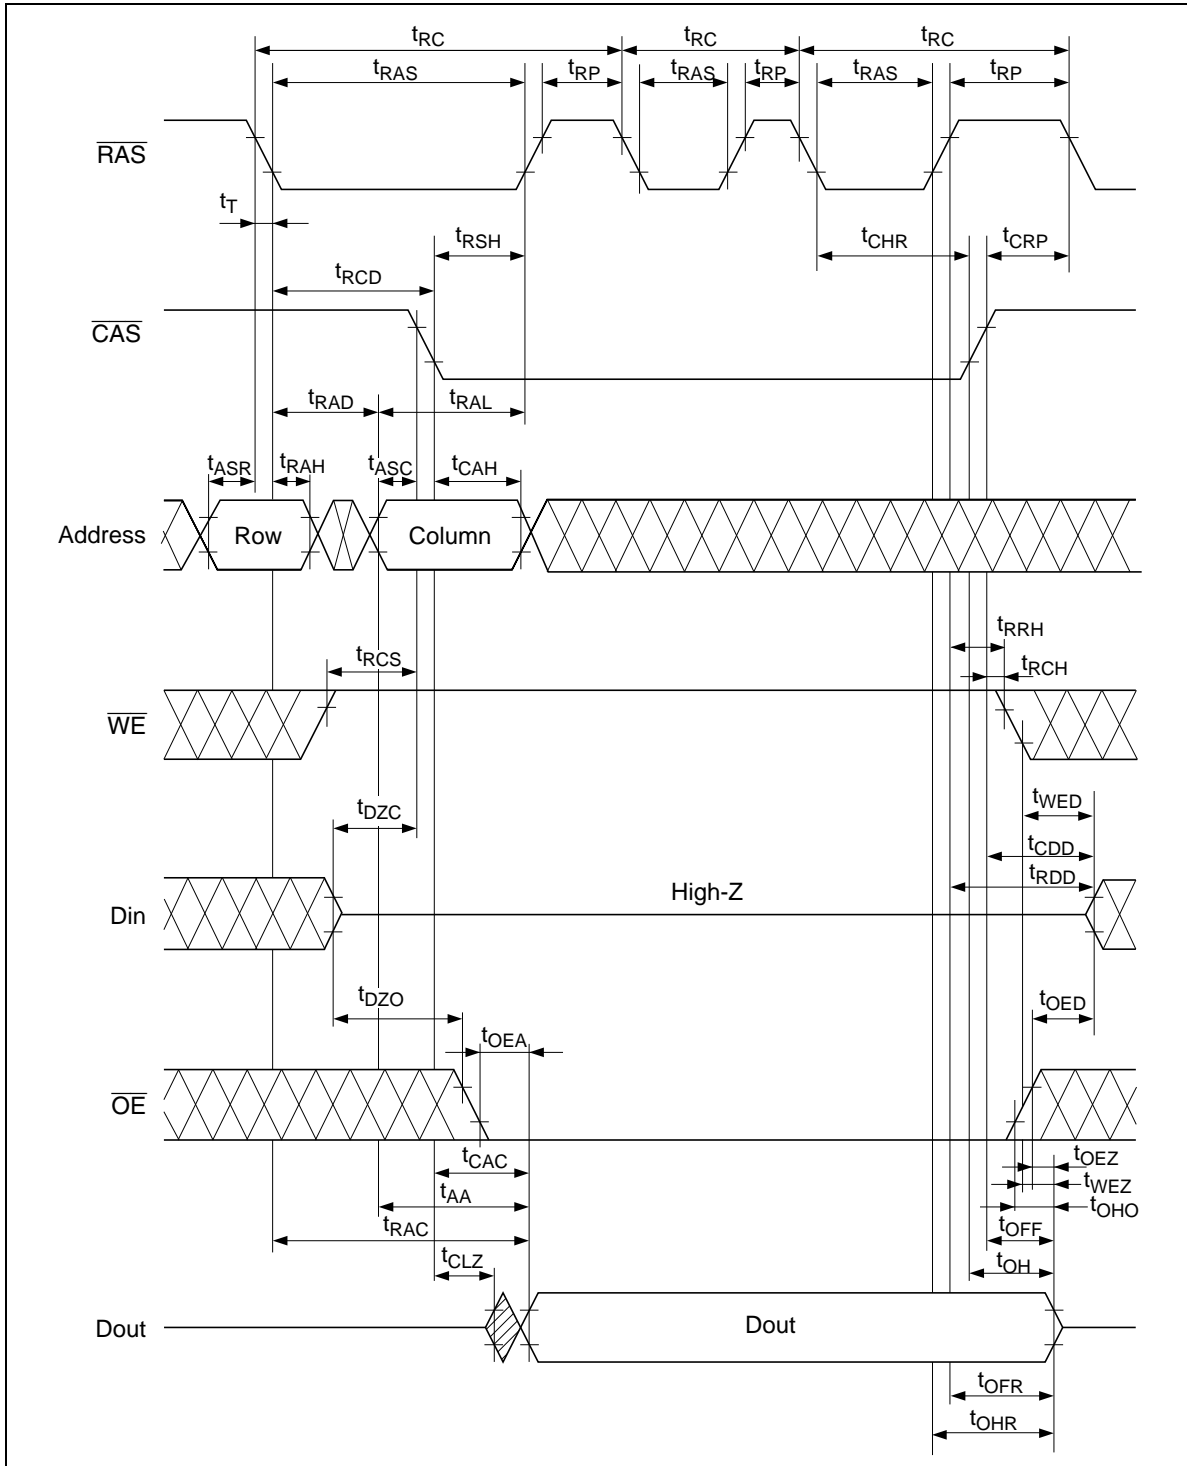 tRC tRC tRC
tRAS tRP tRAS tRP tRAS tRP
RAS
tT
tRSH tCHR tCRP
tRCD
CAS
tRAD tRAL
tASR tRAH tASC tCAH
Address Row Column
tRRH
tRCS tRCH
WE
tDZC tWED
tCDD
tRDD
Din High-Z
tDZO tOED
tOEA
OE
tCAC tOEZ
tAA tWEZ
tOHO
tRAC tOFF
tCLZ tOH
Dout Dout
tOFR
tOHR